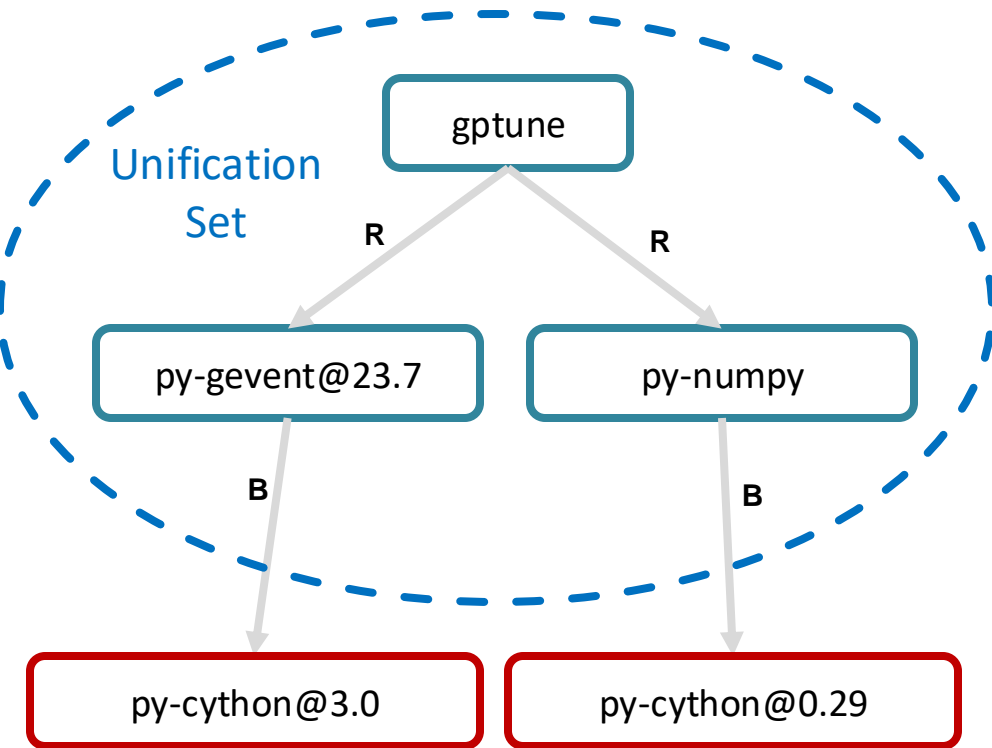 gptune
Unification
Set
R
R
py-gevent@23.7
py-numpy
B
B
py-cython@3.0
py-cython@0.29